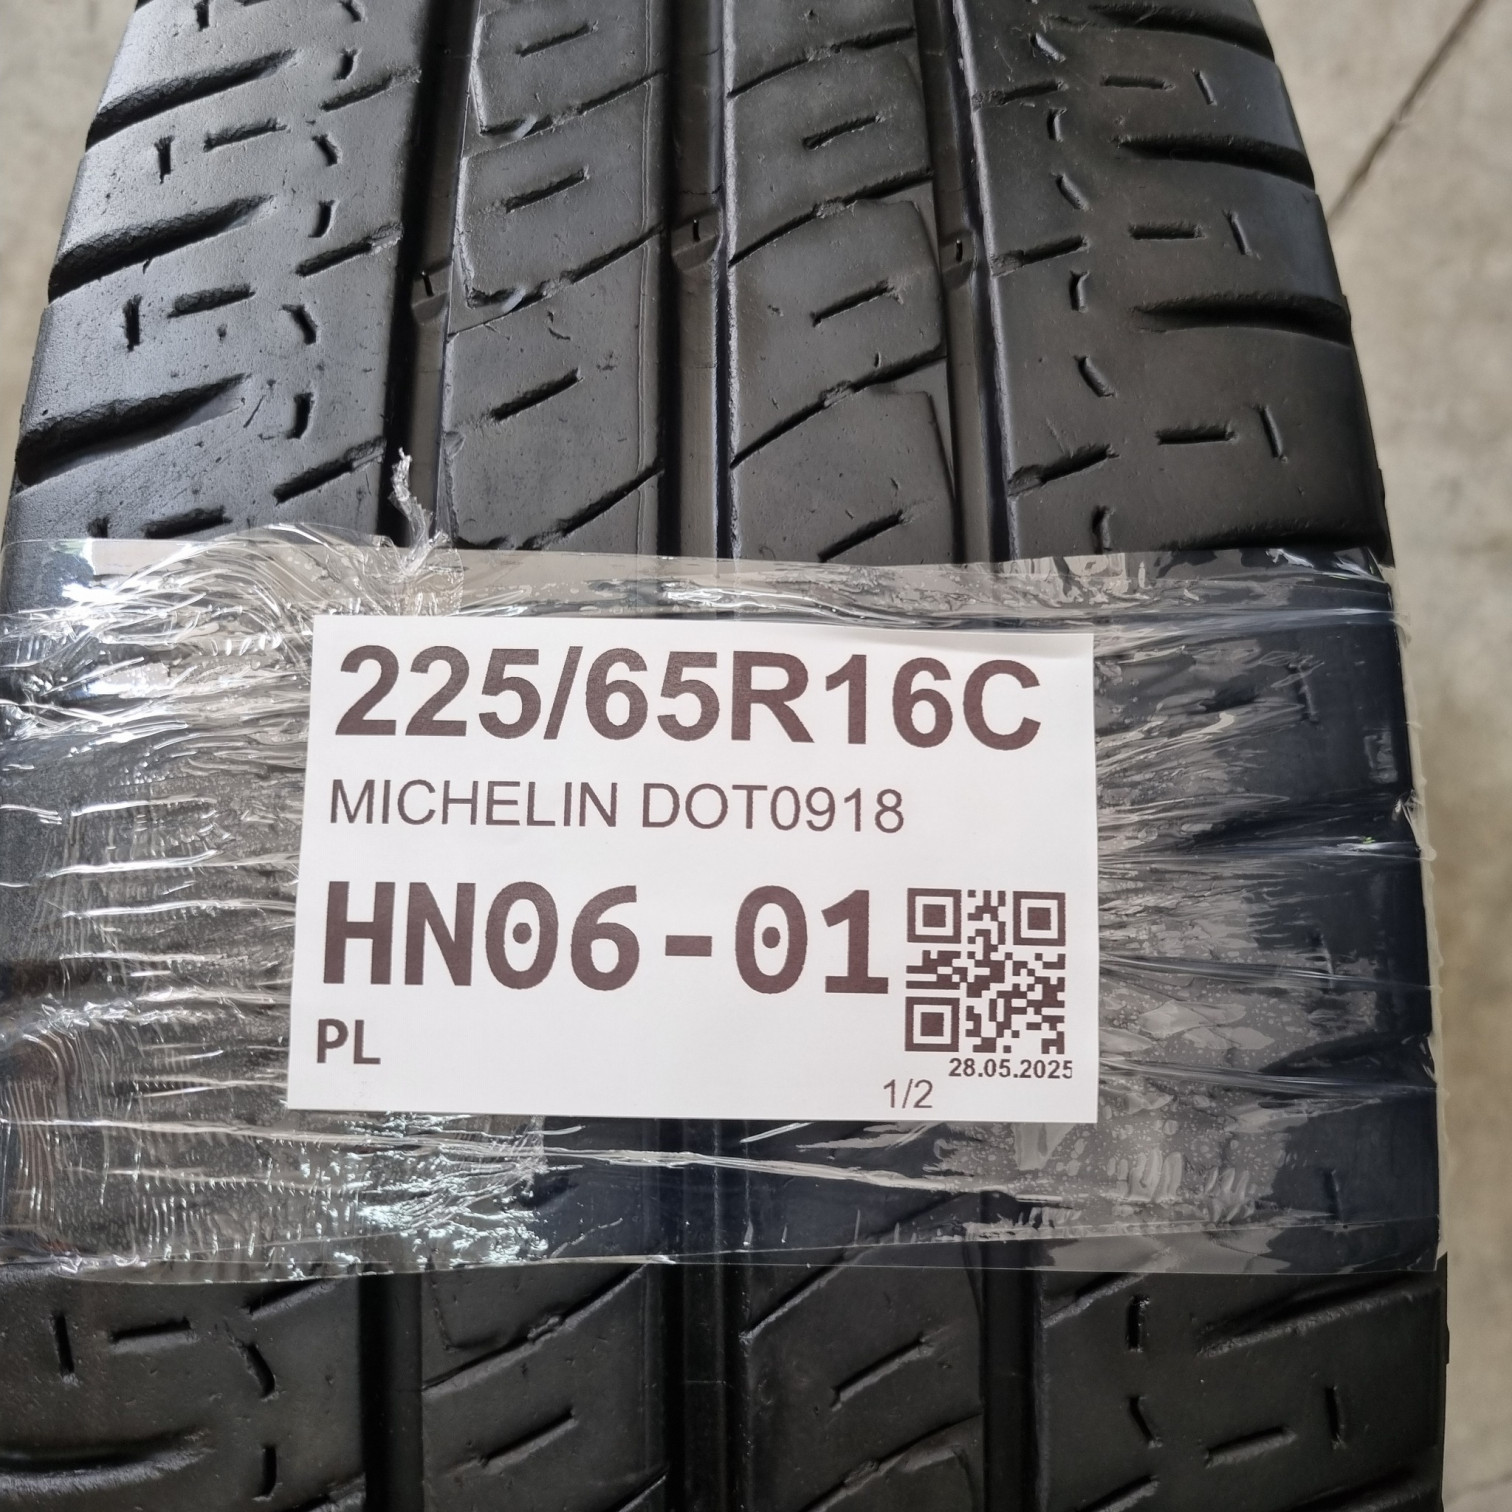 225/65R16C
MICHELIN DOT0918
HN06-01
PL
28.05.2025
1/2